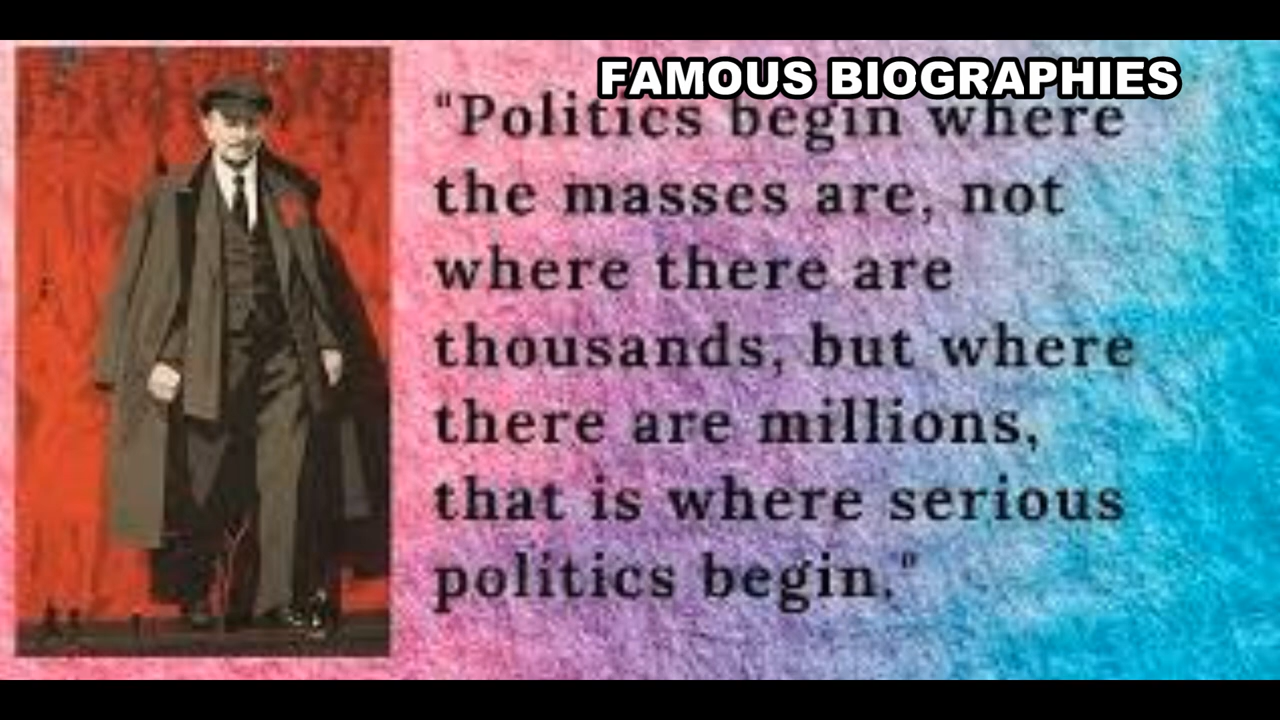 FAMOUS BIOGRAPHIES
"Politics begin where
the masses are, not
where there are
thousands, but where
there are millions,
that is where serious
politics begin."